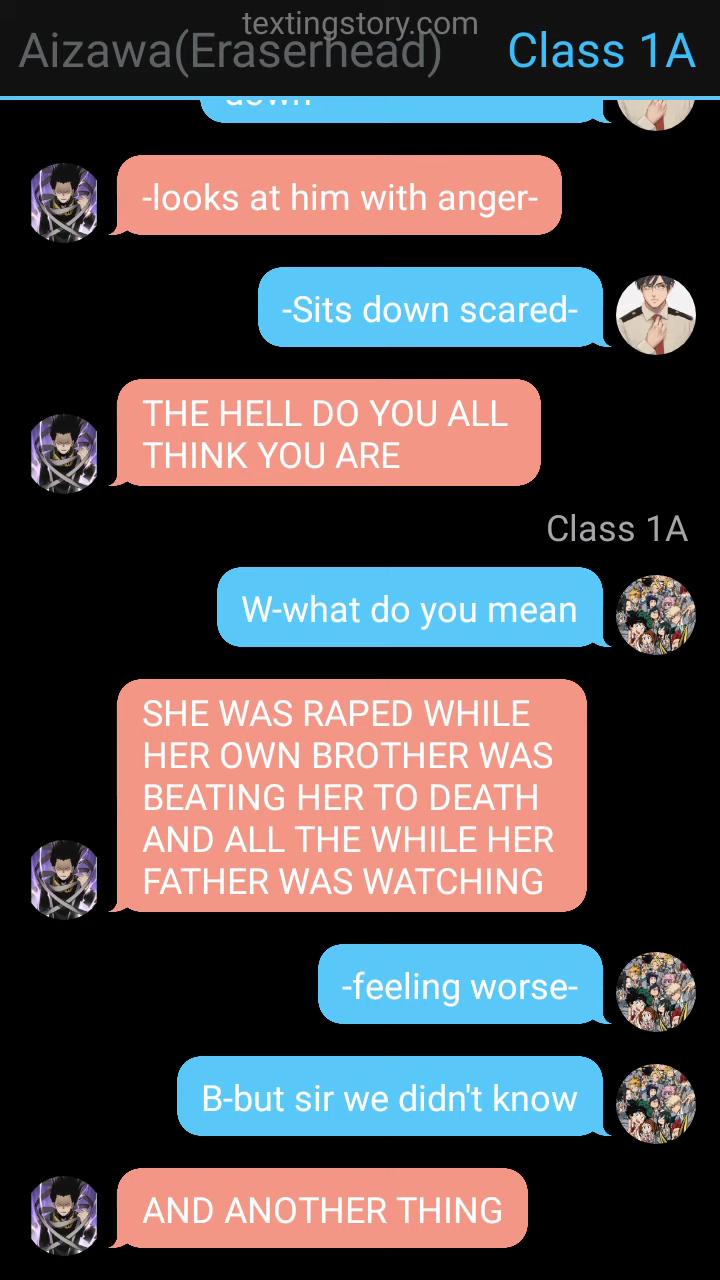 textingstory.com
Aizawa(Eraserhead)
Class 1A
down
-looks at him with anger-
-Sits down scared-
THE HELL DO YOU ALL
THINK YOU ARE
Class 1A
W-what do you mean
SHE WAS RAPED WHILE
HER OWN BROTHER WAS
BEATING HER TO DEATH
AND ALL THE WHILE HER
FATHER WAS WATCHING
-feeling worse-
B-but sir we didn't know
AND ANOTHER THING